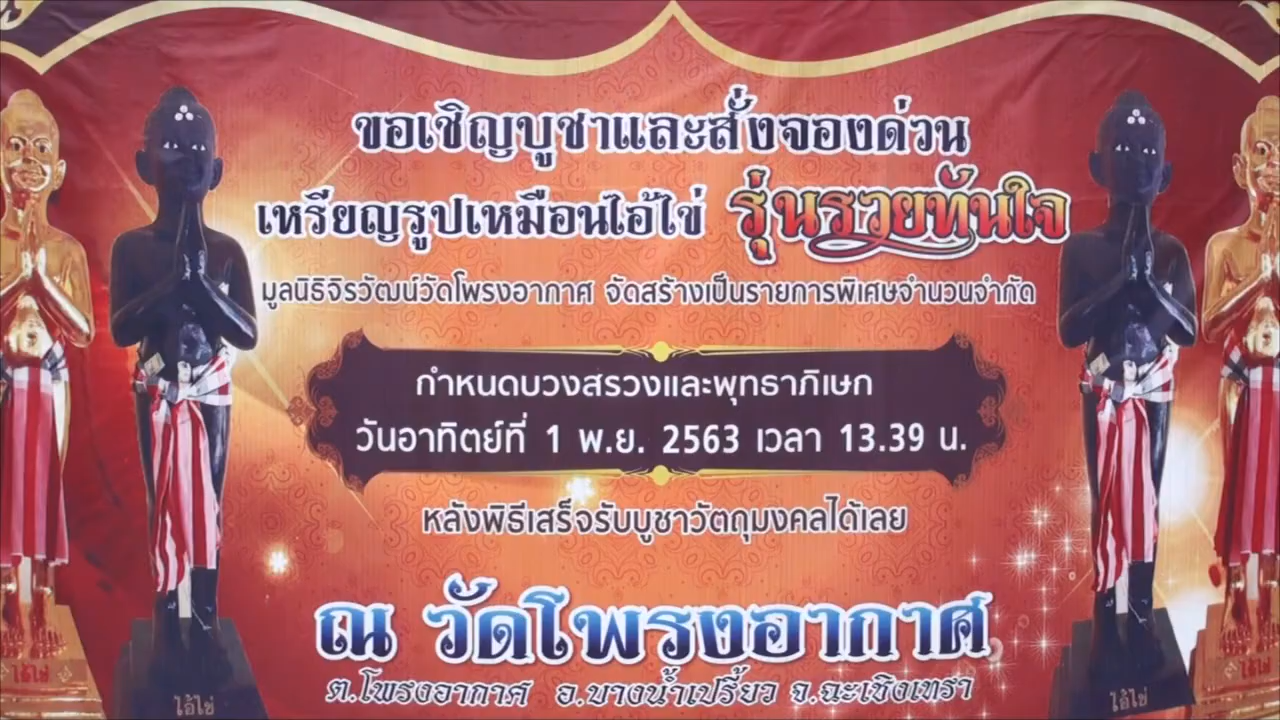 ขอเชิญบูชาและสั่งจองด่วน
เหรียญรูปเหมือนไอ้ไข่ รุ่นรวยทันใจ
มูลนิธิจิรวัฒน์วัดโพรงอากาศ จัดสร้างเป็นรายการพิเศษจำนวนจำกัด
กำหนดบวงสรวงและพุทธาภิเษก
วันอาทิตย์ที่ 1 พ.ย. 2563 เวลา 13.39 น.
หลังพิธีเสร็จรับบูชาวัตถุมงคลได้เลย
ณ วัดโพรงอากาศ
ต.โพรงอากาศ อ.บางน้ำเปรี้ยว จ.ฉะเชิงเทรา
ไอ้ไข่
ไอ้ไข่
ไอ้ไข่
ไอ้ไข่